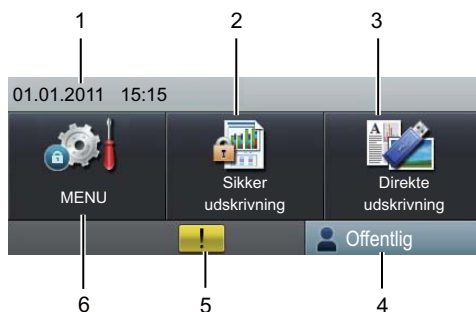 1 2 3
01.01.2011 15:15
A
MENU
Sikker
udskrivning
Direkte
udskrivning
!
Offentlig
6 5 4